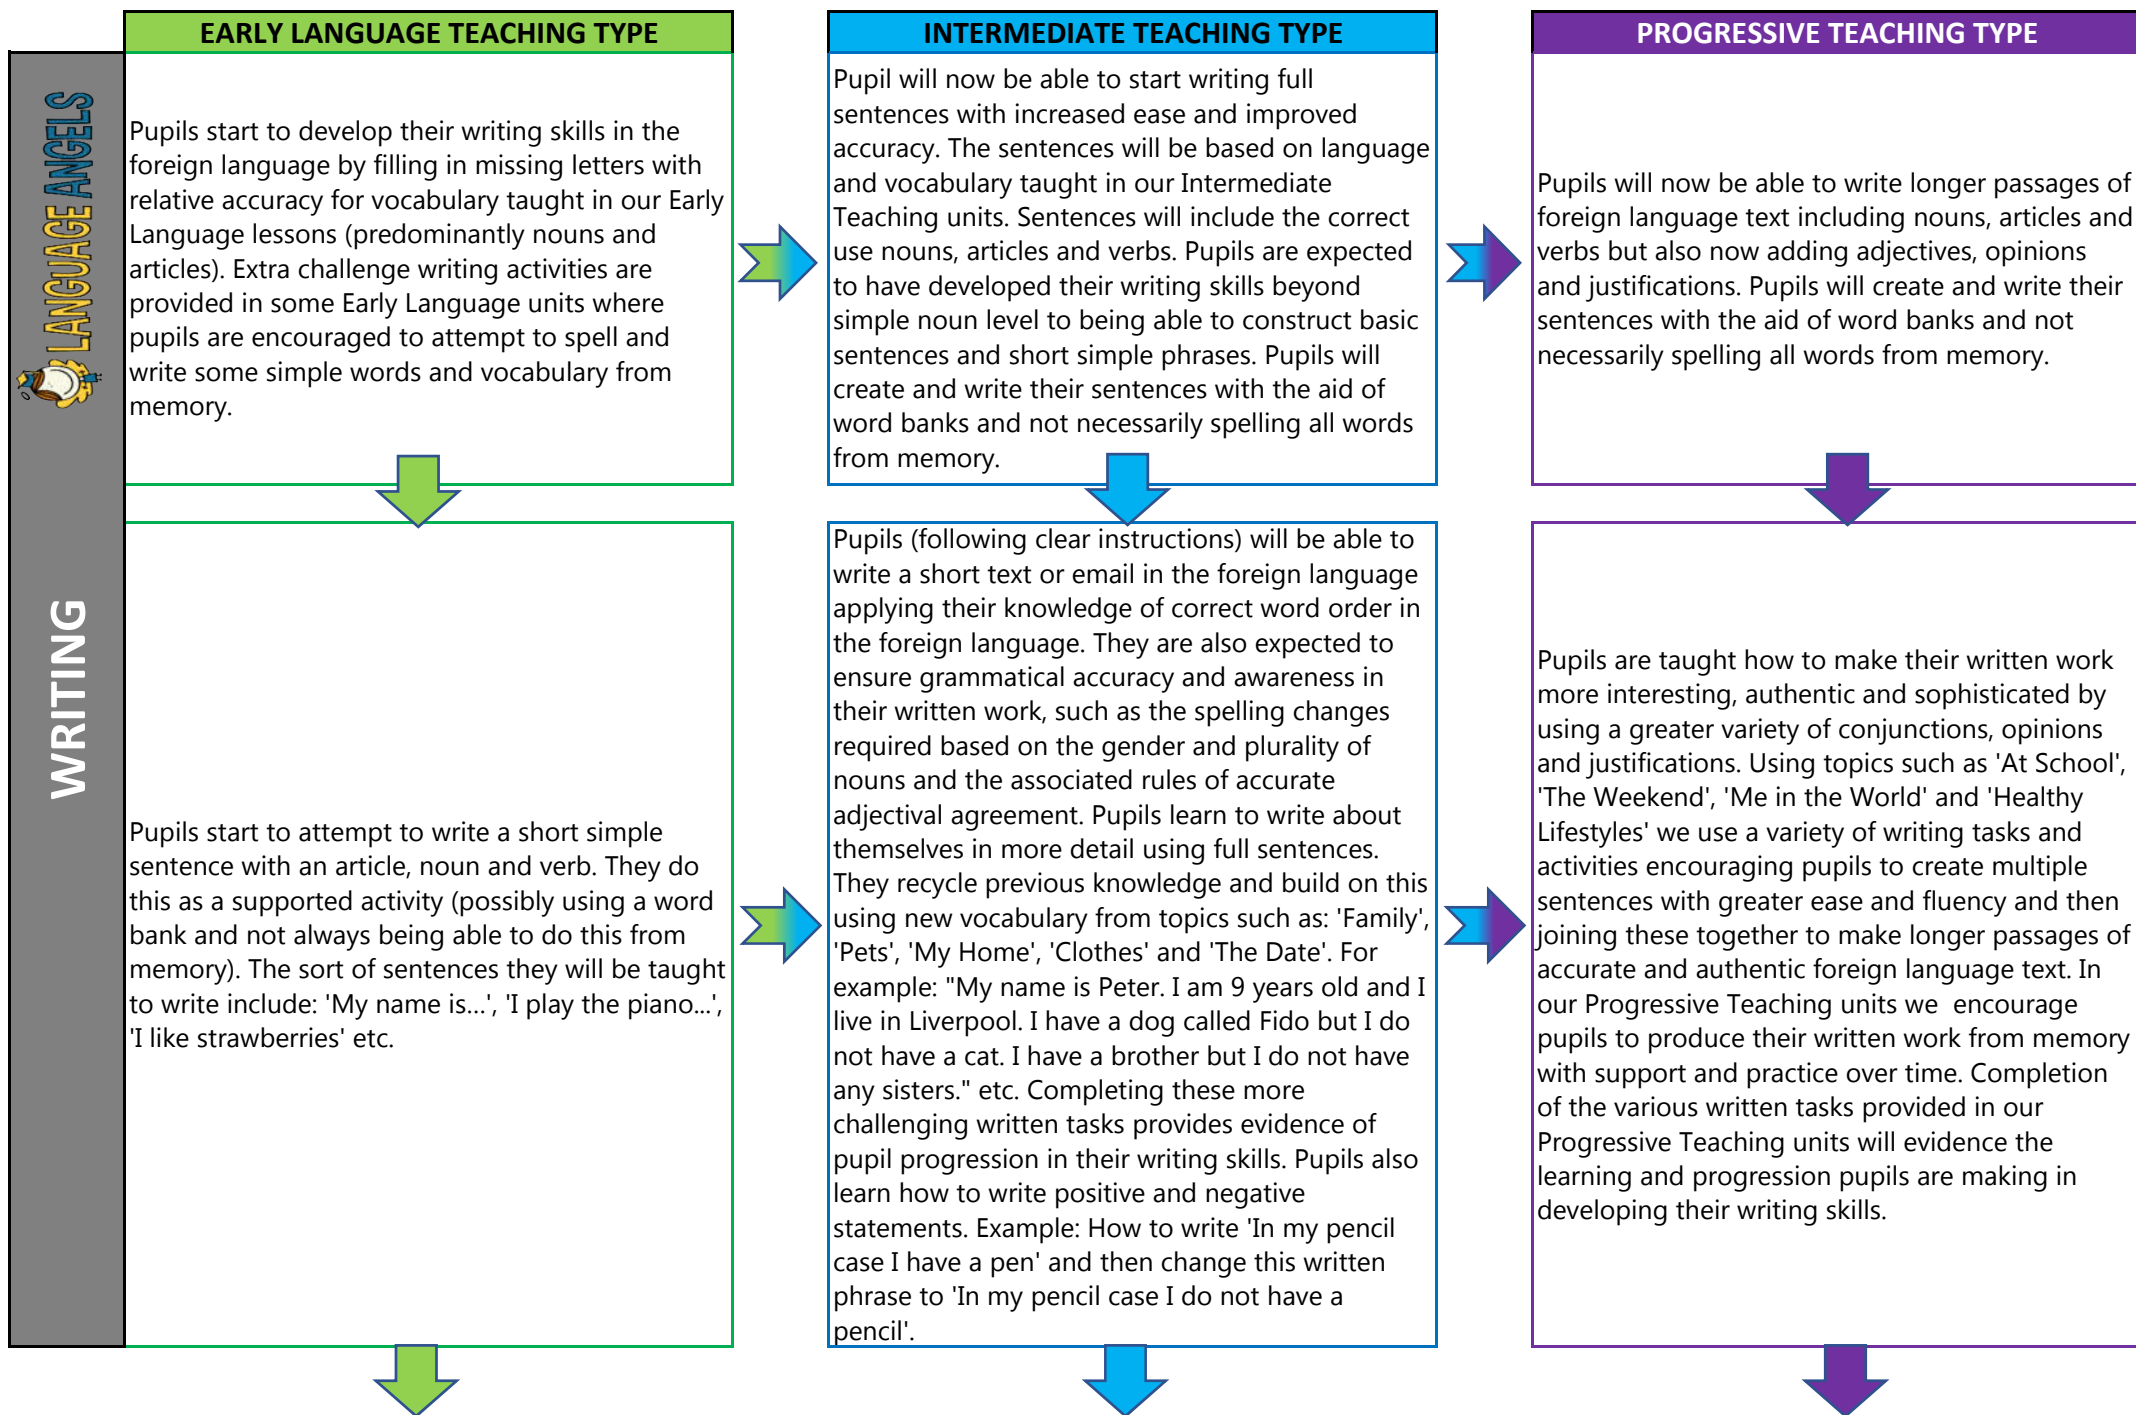 EARLY LANGUAGE TEACHING TYPE
INTERMEDIATE TEACHING TYPE
PROGRESSIVE TEACHING TYPE
LANGUAGE ANGELS
WRITING
Pupils start to develop their writing skills in the
foreign language by filling in missing letters with
relative accuracy for vocabulary taught in our Early
Language lessons (predominantly nouns and
articles). Extra challenge writing activities are
provided in some Early Language units where
pupils are encouraged to attempt to spell and
write some simple words and vocabulary from
memory.
Pupil will now be able to start writing full
sentences with increased ease and improved
accuracy. The sentences will be based on language
and vocabulary taught in our Intermediate
Teaching units. Sentences will include the correct
use nouns, articles and verbs. Pupils are expected
to have developed their writing skills beyond
simple noun level to being able to construct basic
sentences and short simple phrases. Pupils will
create and write their sentences with the aid of
word banks and not necessarily spelling all words
from memory.
Pupils will now be able to write longer passages of
foreign language text including nouns, articles and
verbs but also now adding adjectives, opinions
and justifications. Pupils will create and write their
sentences with the aid of word banks and not
necessarily spelling all words from memory.
Pupils start to attempt to write a short simple
sentence with an article, noun and verb. They do
this as a supported activity (possibly using a word
bank and not always being able to do this from
memory). The sort of sentences they will be taught
to write include: 'My name is...', 'I play the piano...',
'I like strawberries' etc.
Pupils (following clear instructions) will be able to
write a short text or email in the foreign language
applying their knowledge of correct word order in
the foreign language. They are also expected to
ensure grammatical accuracy and awareness in
their written work, such as the spelling changes
required based on the gender and plurality of
nouns and the associated rules of accurate
adjectival agreement. Pupils learn to write about
themselves in more detail using full sentences.
They recycle previous knowledge and build on this
using new vocabulary from topics such as: 'Family',
'Pets', 'My Home', 'Clothes' and 'The Date'. For
example: "My name is Peter. I am 9 years old and I
live in Liverpool. I have a dog called Fido but I do
not have a cat. I have a brother but I do not have
any sisters." etc. Completing these more
challenging written tasks provides evidence of
pupil progression in their writing skills. Pupils also
learn how to write positive and negative
statements. Example: How to write 'In my pencil
case I have a pen' and then change this written
phrase to 'In my pencil case I do not have a
pencil'.
Pupils are taught how to make their written work
more interesting, authentic and sophisticated by
using a greater variety of conjunctions, opinions
and justifications. Using topics such as 'At School',
'The Weekend', 'Me in the World' and 'Healthy
Lifestyles' we use a variety of writing tasks and
activities encouraging pupils to create multiple
sentences with greater ease and fluency and then
joining these together to make longer passages of
accurate and authentic foreign language text. In
our Progressive Teaching units we  encourage
pupils to produce their written work from memory
with support and practice over time. Completion
of the various written tasks provided in our
Progressive Teaching units will evidence the
learning and progression pupils are making in
developing their writing skills.